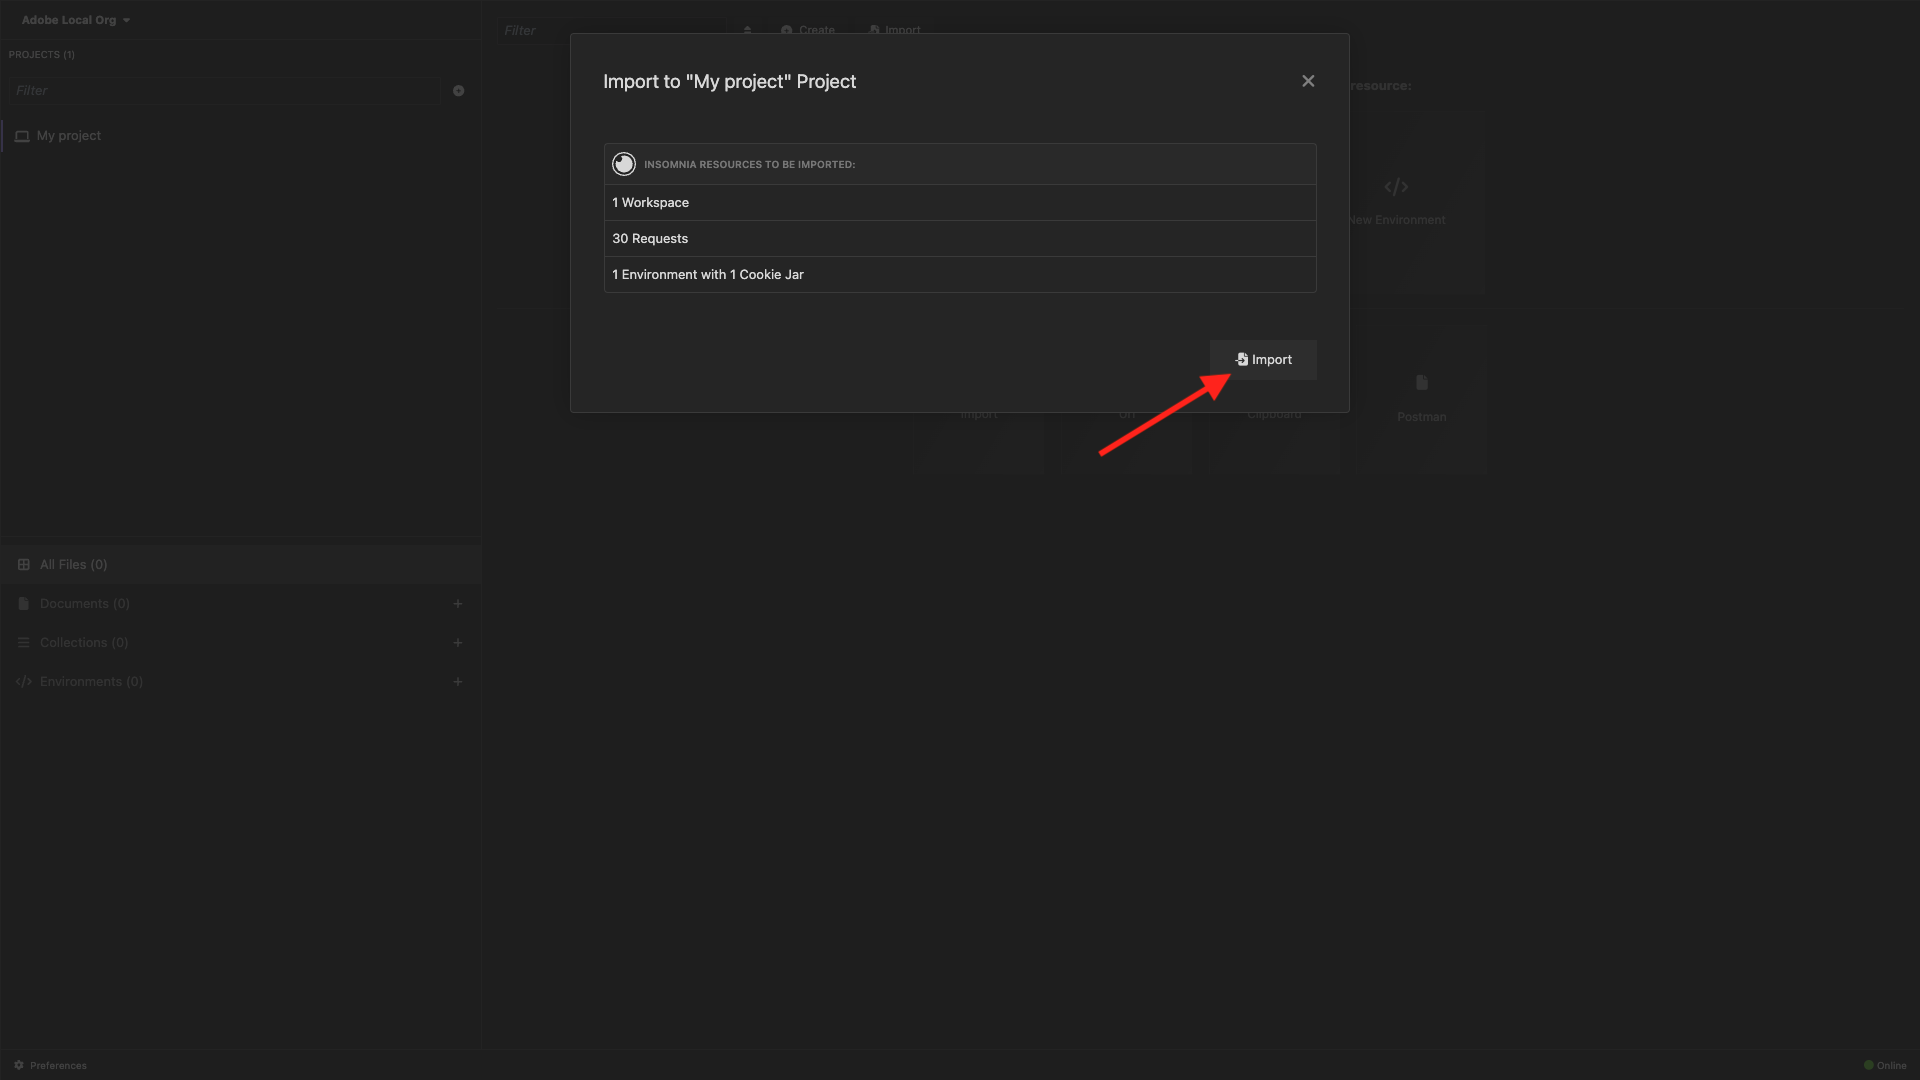 Adobe Local Org
PROJECTS (1)
Filter
My project
All Files (0)
Documents (0)
Collections (0)
Environments (0)
Preferences
Filter
Create
Import
resource:
New Environment
Import to "My project" Project
INSOMNIA RESOURCES TO BE IMPORTED:
1 Workspace
30 Requests
1 Environment with 1 Cookie Jar
Import
Import
Url
Clipboard
Postman
Online